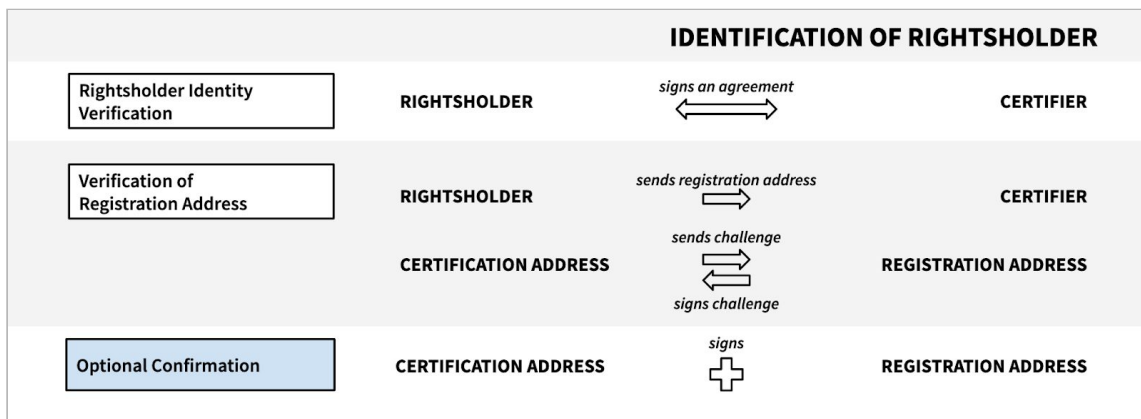 IDENTIFICATION OF RIGHTSHOLDER
Rightsholder Identity
Verification
RIGHTSHOLDER
signs an agreement
CERTIFIER
Verification of
Registration Address
RIGHTSHOLDER
sends registration address
CERTIFIER
CERTIFICATION ADDRESS
sends challenge
signs challenge
REGISTRATION ADDRESS
Optional Confirmation
CERTIFICATION ADDRESS
signs
REGISTRATION ADDRESS